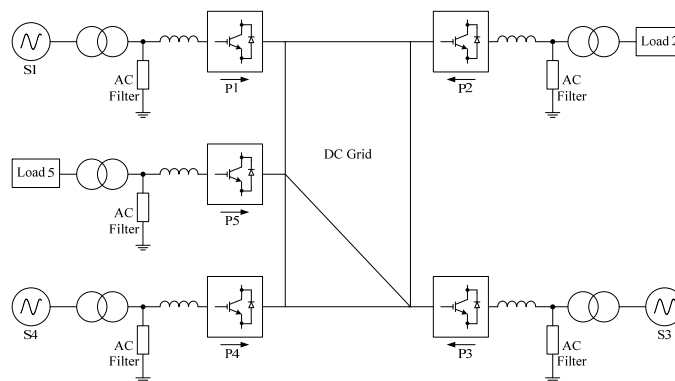 S1
AC
Filter
P1
P2
AC
Filter
Load 2
Load 5
AC
Filter
P5
DC Grid
S4
AC
Filter
P4
P3
AC
Filter
S3